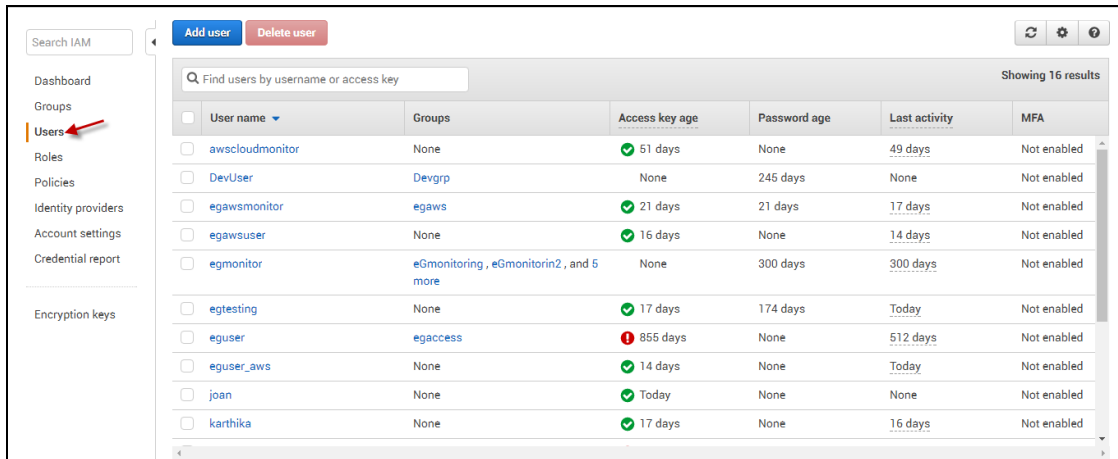 Add user Delete user
Search IAM
Find users by username or access key Showing 16 results
Dashboard
Groups
Users
Roles
Policies
Identity providers
Account settings
Credential report
Encryption keys
User name Groups Access key age Password age Last activity MFA
awscloudmonitor None 51 days None 49 days Not enabled
DevUser Devgrp None 245 days None Not enabled
egawsmonitor egaws 21 days 21 days 17 days Not enabled
egawsuser None 16 days None 14 days Not enabled
egmonitor eGmonitoring , eGmonitorin2 , and 5 None 300 days 300 days Not enabled
more
egtesting None 17 days 174 days Today Not enabled
eguser egaccess 855 days None 512 days Not enabled
eguser_aws None 14 days None Today Not enabled
joan None Today None None Not enabled
karthika None 17 days None 16 days Not enabled